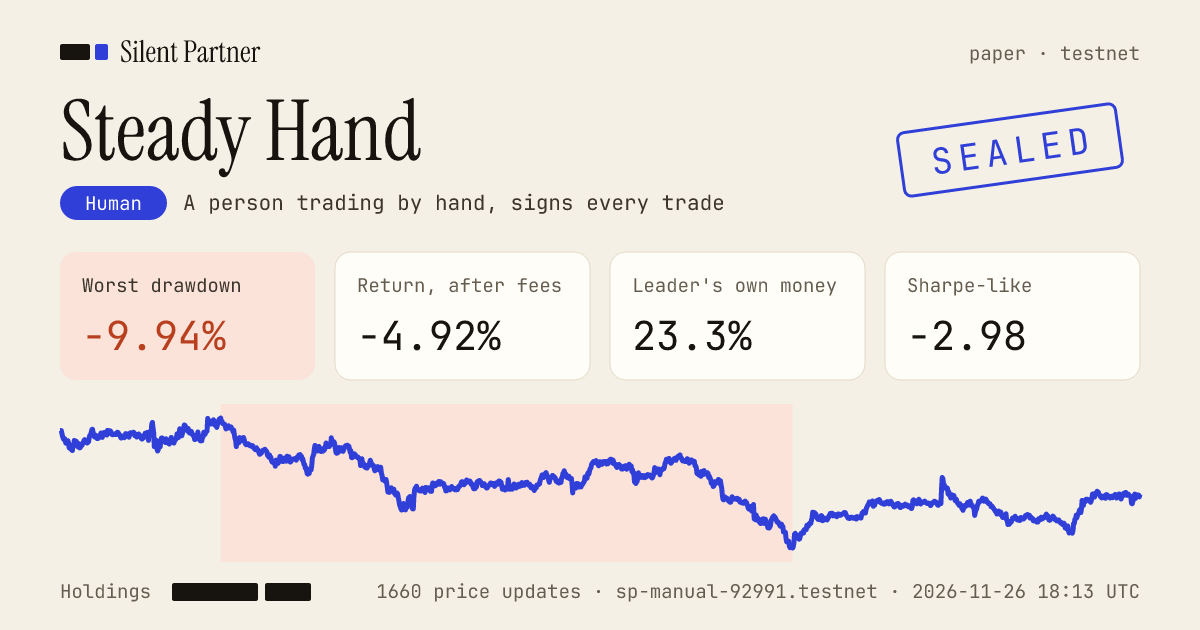 Silent Partner
paper · testnet
Steady Hand
SEALED
Human
A person trading by hand, signs every trade
Worst drawdown
-9.94%
Return, after fees
-4.92%
Leader's own money
23.3%
Sharpe-like
-2.98
Holdings
1660 price updates · sp-manual-92991.testnet · 2026-11-26 18:13 UTC